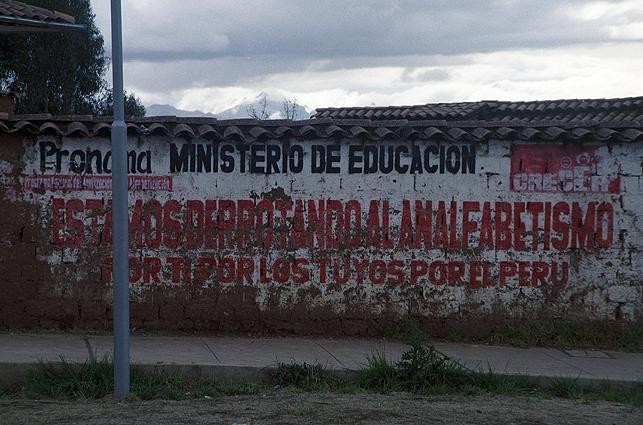 Pronama MINISTERIO DE EDUCACION
CRECER
ESTAMOS DERROTANDO AL ANALFABETISMO
POR TI, POR LOS TUYOS, POR EL PERU